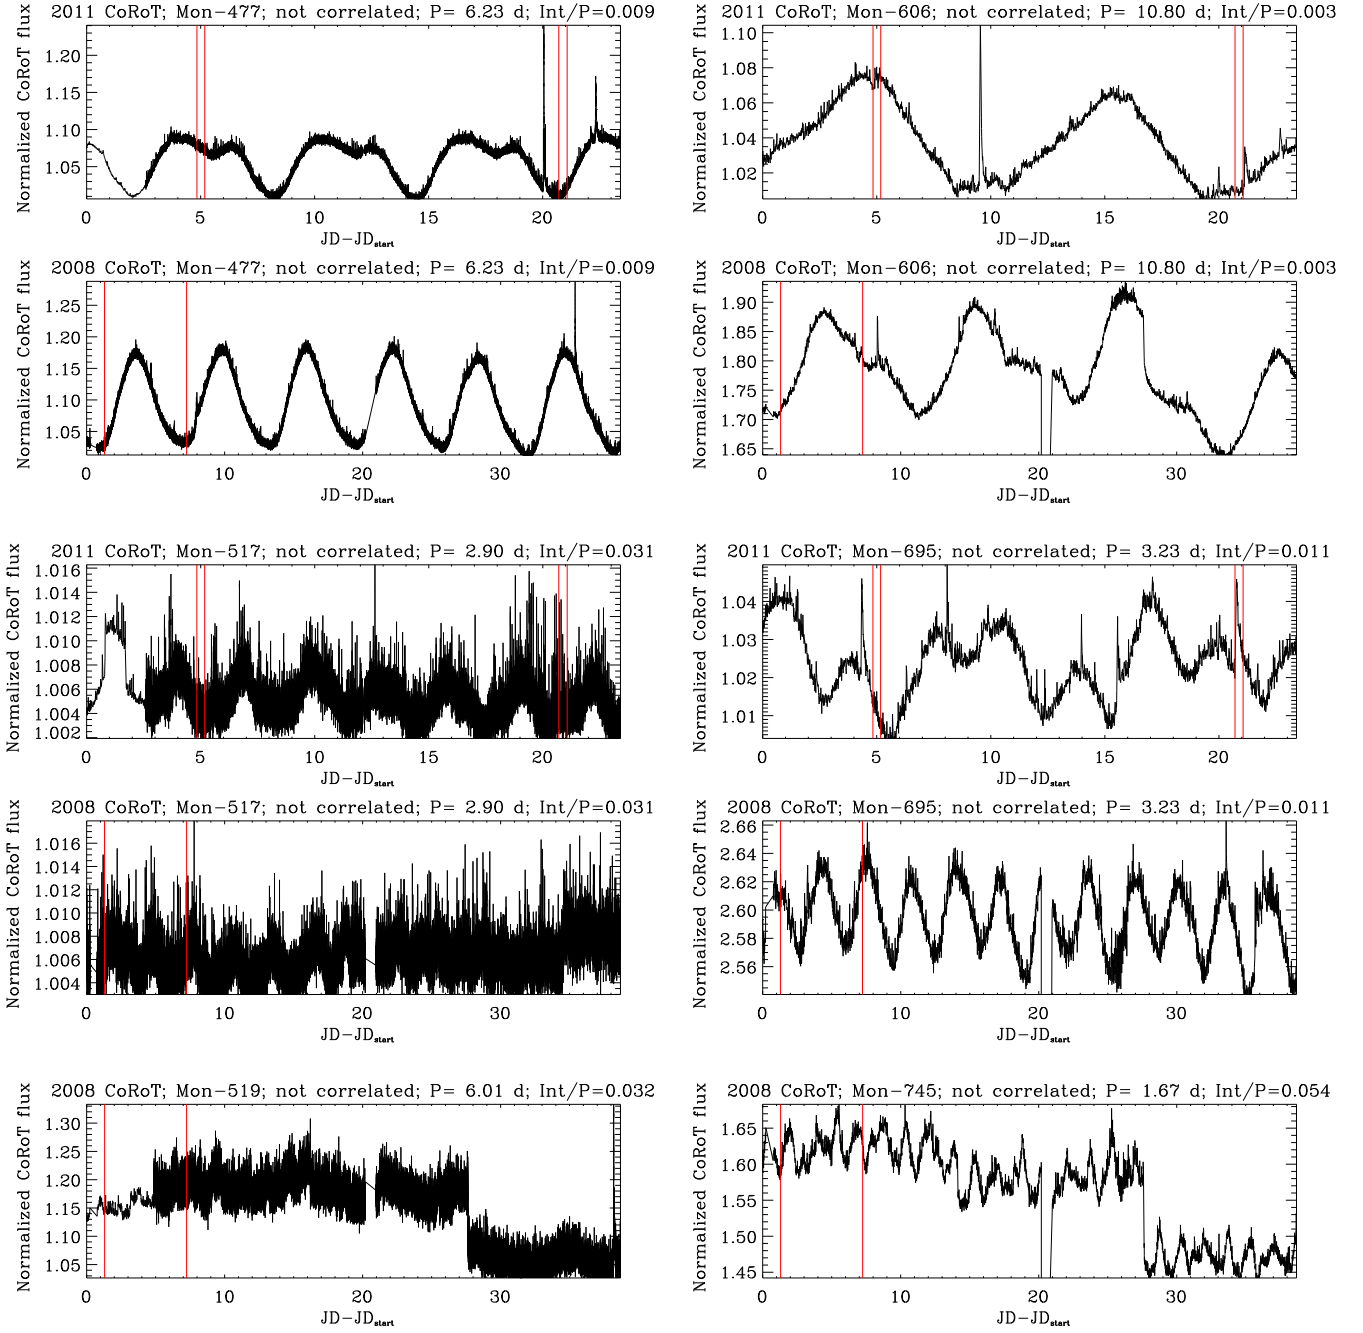 2011 CoRoT; Mon-477; not correlated; P= 6.23 d; Int/P=0.009
Normalized CoRoT flux
1.20
1.15
1.10
1.05
0 5 10 15 20
JD-JDstart
2011 CoRoT; Mon-606; not correlated; P= 10.80 d; Int/P=0.003
Normalized CoRoT flux
1.10
1.08
1.06
1.04
1.02
0 5 10 15 20
JD-JDstart
2008 CoRoT; Mon-477; not correlated; P= 6.23 d; Int/P=0.009
Normalized CoRoT flux
1.25
1.20
1.15
1.10
1.05
0 10 20 30
JD-JDstart
2008 CoRoT; Mon-606; not correlated; P= 10.80 d; Int/P=0.003
Normalized CoRoT flux
1.90
1.85
1.80
1.75
1.70
1.65
0 10 20 30
JD-JDstart
2011 CoRoT; Mon-517; not correlated; P= 2.90 d; Int/P=0.031
Normalized CoRoT flux
1.016
1.014
1.012
1.010
1.008
1.006
1.004
1.002
0 5 10 15 20
JD-JDstart
2011 CoRoT; Mon-695; not correlated; P= 3.23 d; Int/P=0.011
Normalized CoRoT flux
1.04
1.03
1.02
1.01
0 5 10 15 20
JD-JDstart
2008 CoRoT; Mon-517; not correlated; P= 2.90 d; Int/P=0.031
Normalized CoRoT flux
1.016
1.014
1.012
1.010
1.008
1.006
1.004
0 10 20 30
JD-JDstart
2008 CoRoT; Mon-695; not correlated; P= 3.23 d; Int/P=0.011
Normalized CoRoT flux
2.66
2.64
2.62
2.60
2.58
2.56
0 10 20 30
JD-JDstart
2008 CoRoT; Mon-519; not correlated; P= 6.01 d; Int/P=0.032
Normalized CoRoT flux
1.30
1.25
1.20
1.15
1.10
1.05
0 10 20 30
JD-JDstart
2008 CoRoT; Mon-745; not correlated; P= 1.67 d; Int/P=0.054
Normalized CoRoT flux
1.65
1.60
1.55
1.50
1.45
0 10 20 30
JD-JDstart